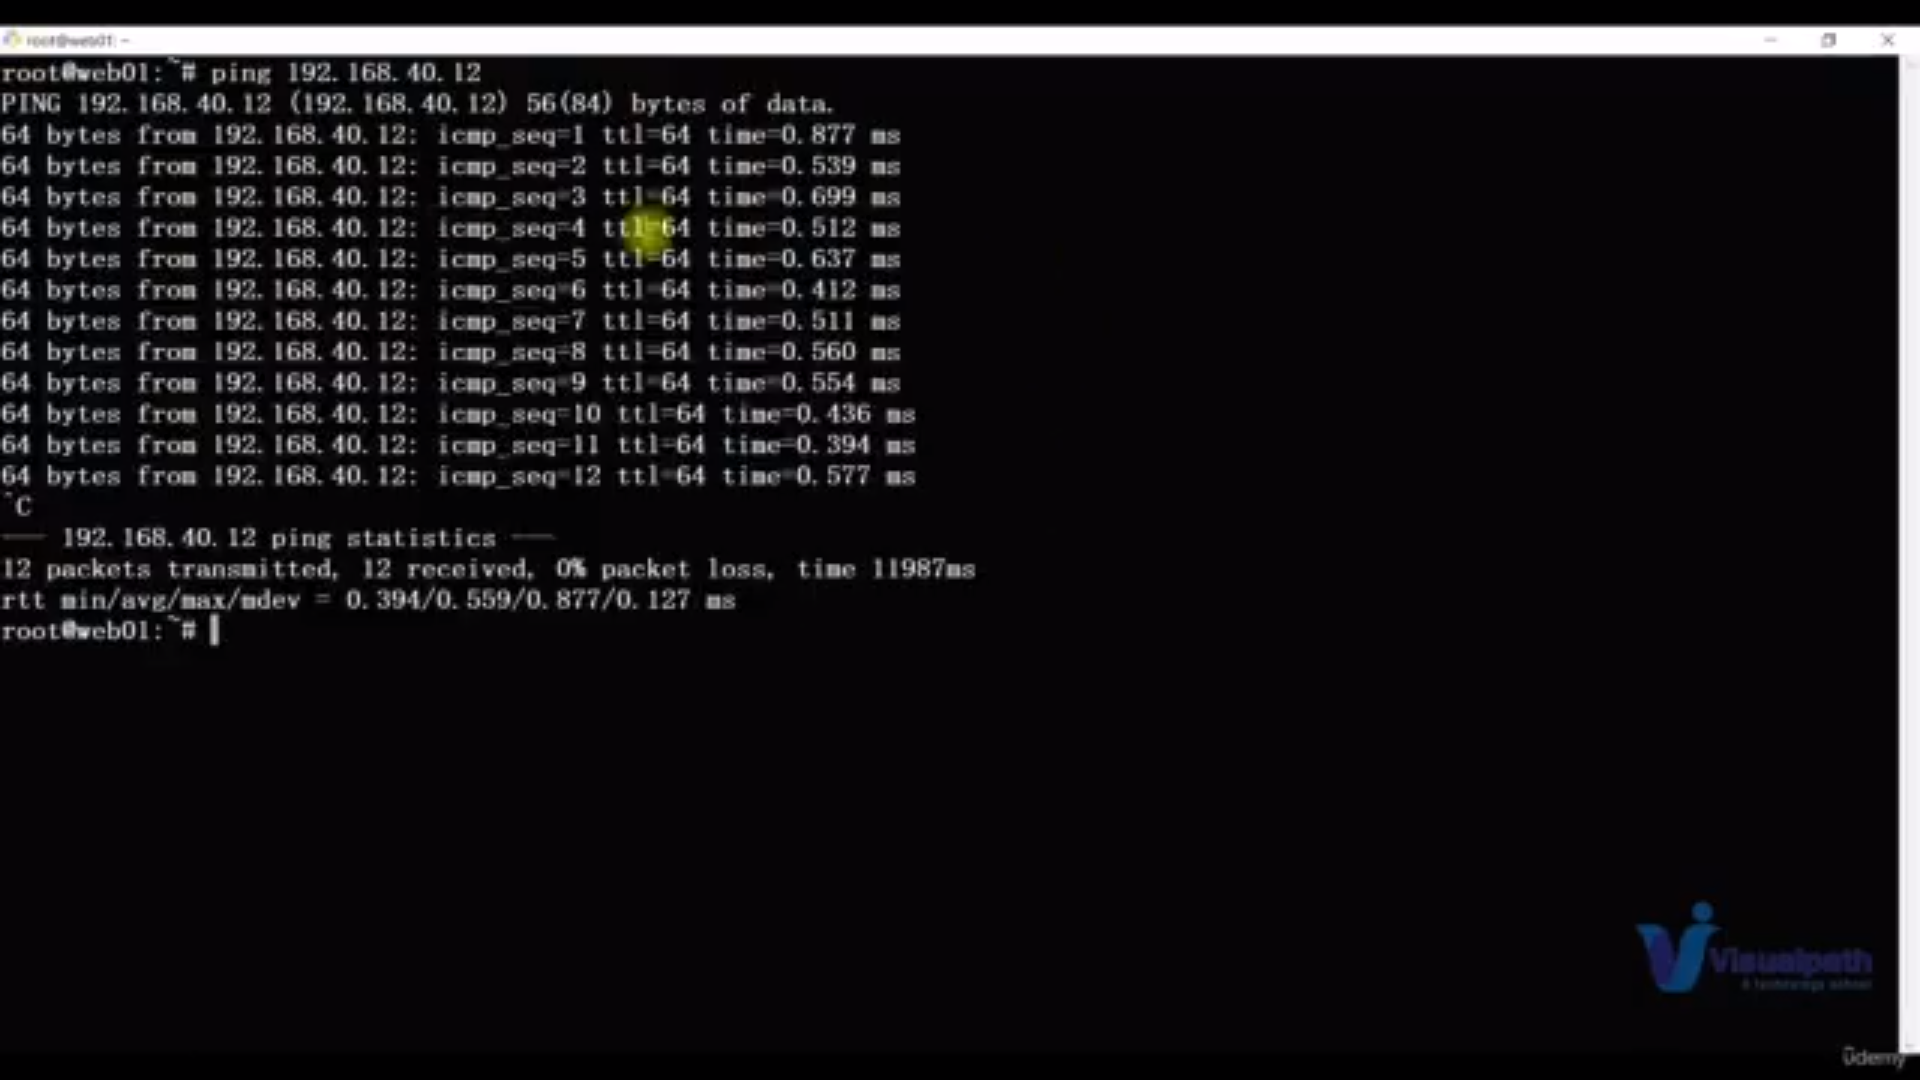 root@web01: ~
root@web01:~# ping 192.168.40.12
PING 192.168.40.12 (192.168.40.12) 56(84) bytes of data.
64 bytes from 192.168.40.12: icmp_seq=1 ttl=64 time=0.877 ms
64 bytes from 192.168.40.12: icmp_seq=2 ttl=64 time=0.539 ms
64 bytes from 192.168.40.12: icmp_seq=3 ttl=64 time=0.699 ms
64 bytes from 192.168.40.12: icmp_seq=4 ttl=64 time=0.512 ms
64 bytes from 192.168.40.12: icmp_seq=5 ttl=64 time=0.637 ms
64 bytes from 192.168.40.12: icmp_seq=6 ttl=64 time=0.412 ms
64 bytes from 192.168.40.12: icmp_seq=7 ttl=64 time=0.511 ms
64 bytes from 192.168.40.12: icmp_seq=8 ttl=64 time=0.560 ms
64 bytes from 192.168.40.12: icmp_seq=9 ttl=64 time=0.554 ms
64 bytes from 192.168.40.12: icmp_seq=10 ttl=64 time=0.436 ms
64 bytes from 192.168.40.12: icmp_seq=11 ttl=64 time=0.394 ms
64 bytes from 192.168.40.12: icmp_seq=12 ttl=64 time=0.577 ms
^C
--- 192.168.40.12 ping statistics ---
12 packets transmitted, 12 received, 0% packet loss, time 11987ms
rtt min/avg/max/mdev = 0.394/0.559/0.877/0.127 ms
root@web01:~#
Visualpath
A technology school
ûdemy